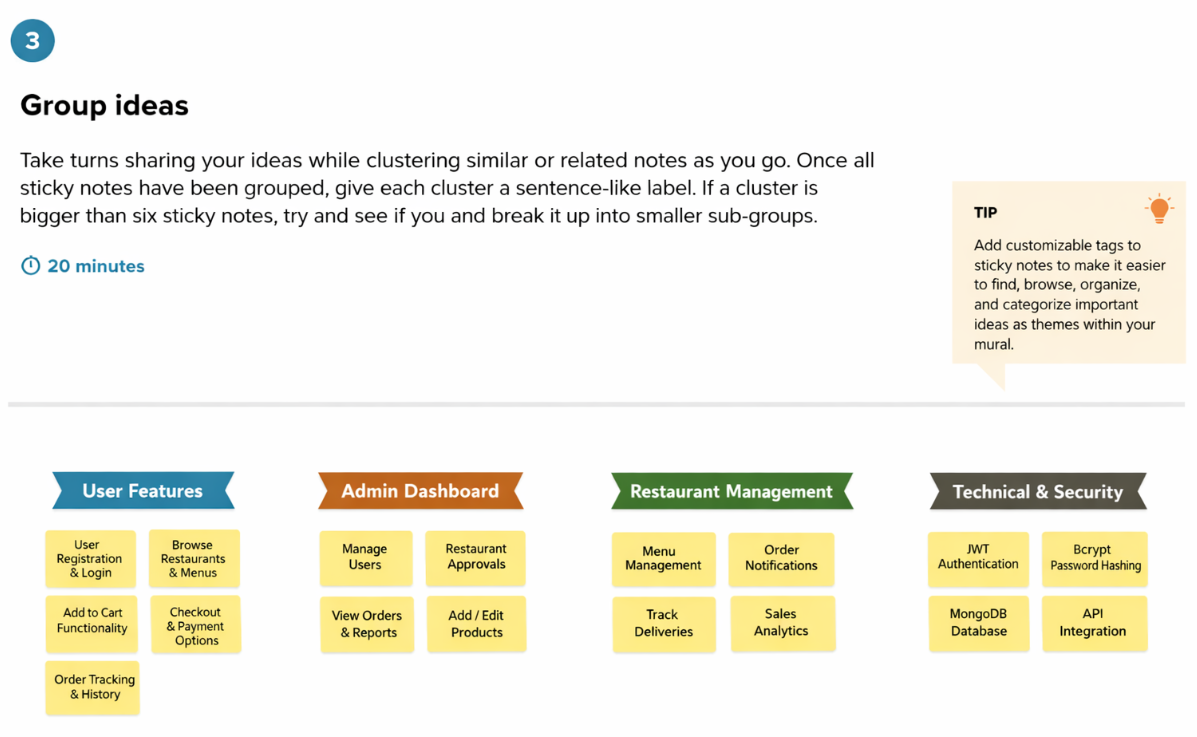 3
Group ideas
Take turns sharing your ideas while clustering similar or related notes as you go. Once all
sticky notes have been grouped, give each cluster a sentence-like label. If a cluster is
bigger than six sticky notes, try and see if you and break it up into smaller sub-groups.
20 minutes
TIP
Add customizable tags to
sticky notes to make it easier
to find, browse, organize,
and categorize important
ideas as themes within your
mural.
User Features
User
Registration
& Login
Browse
Restaurants
& Menus
Add to Cart
Functionality
Checkout
& Payment
Options
Order Tracking
& History
Admin Dashboard
Manage
Users
Restaurant
Approvals
View Orders
& Reports
Add / Edit
Products
Restaurant Management
Menu
Management
Order
Notifications
Track
Deliveries
Sales
Analytics
Technical & Security
JWT
Authentication
Bcrypt
Password Hashing
MongoDB
Database
API
Integration